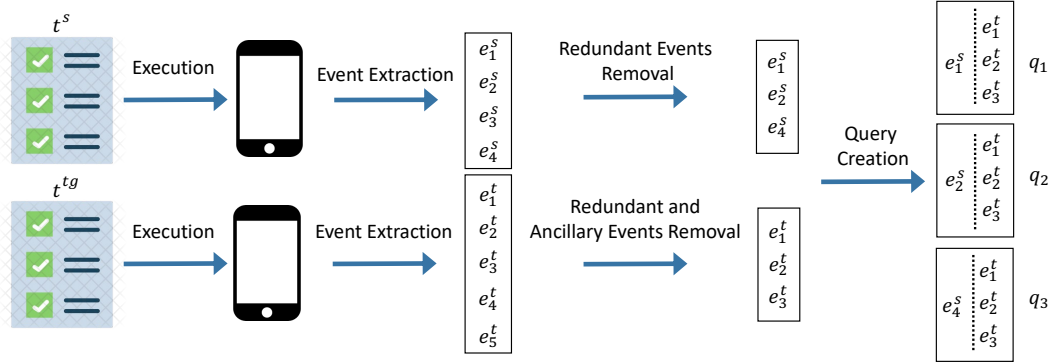 t^s
Execution
Event Extraction
e_1^s
e_2^s
e_3^s
e_4^s
Redundant Events
Removal
e_1^s
e_2^s
e_4^s
t^tg
Execution
Event Extraction
e_1^t
e_2^t
e_3^t
e_4^t
e_5^t
Redundant and
Ancillary Events Removal
e_1^t
e_2^t
e_3^t
Query
Creation
e_1^s
e_1^t
e_2^t
e_3^t
q_1
e_2^s
e_1^t
e_2^t
e_3^t
q_2
e_4^s
e_1^t
e_2^t
e_3^t
q_3